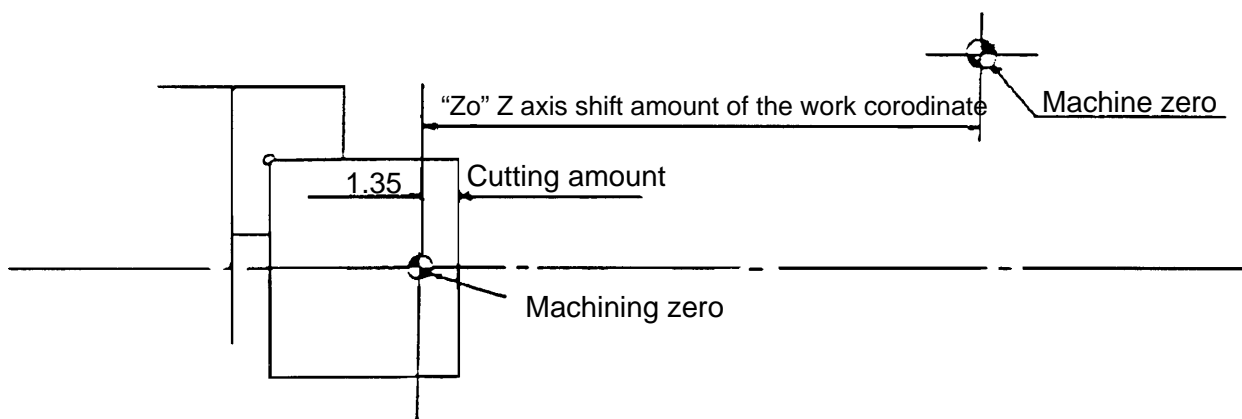 “Zo” Z axis shift amount of the work corodinate
Machine zero
1.35
Cutting amount
Machining zero